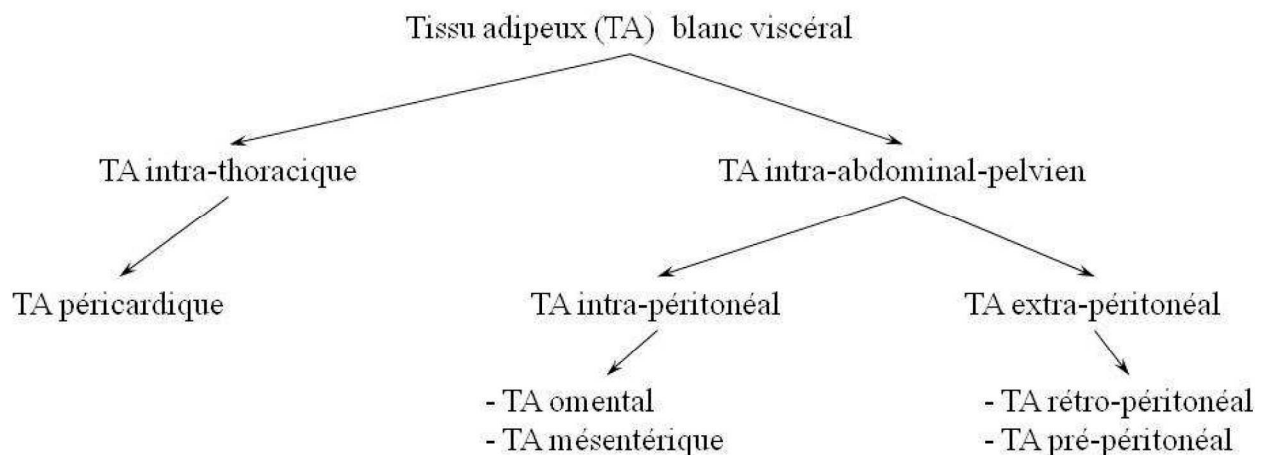 Tissu adipeux (TA) blanc viscéral
TA intra-thoracique
TA intra-abdominal-pelvien
TA péricardique
TA intra-péritonéal
TA extra-péritonéal
- TA omental
- TA mésentérique
- TA rétro-péritonéal
- TA pré-péritonéal